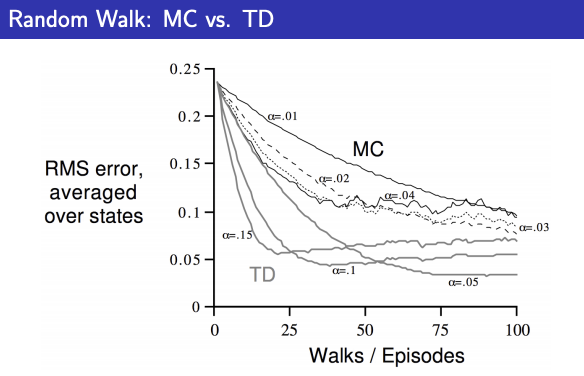 Random Walk: MC vs. TD
0.25
0.2
0.15
0.1
0.05
0
RMS error,
averaged
over states
α=.01
MC
α=.02
α=.04
α=.03
α=.15
TD
α=.1
α=.05
0
25
50
75
100
Walks / Episodes